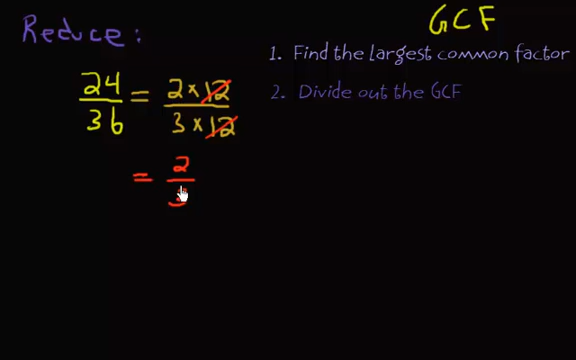 Reduce:
GCF
1. Find the largest common factor
2. Divide out the GCF
24/36 = 2 × 12 / 3 × 12
= 2/3